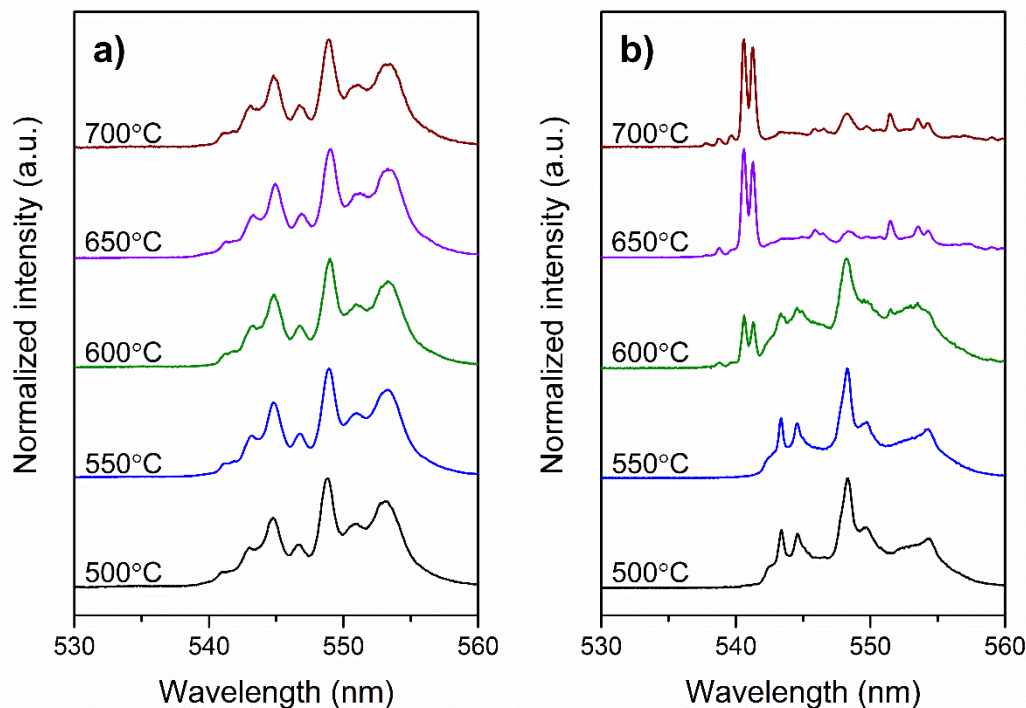 a)
700°C
650°C
600°C
550°C
500°C
530
540
550
560
Wavelength (nm)
Normalized intensity (a.u.)
b)
700°C
650°C
600°C
550°C
500°C
530
540
550
560
Wavelength (nm)
Normalized intensity (a.u.)